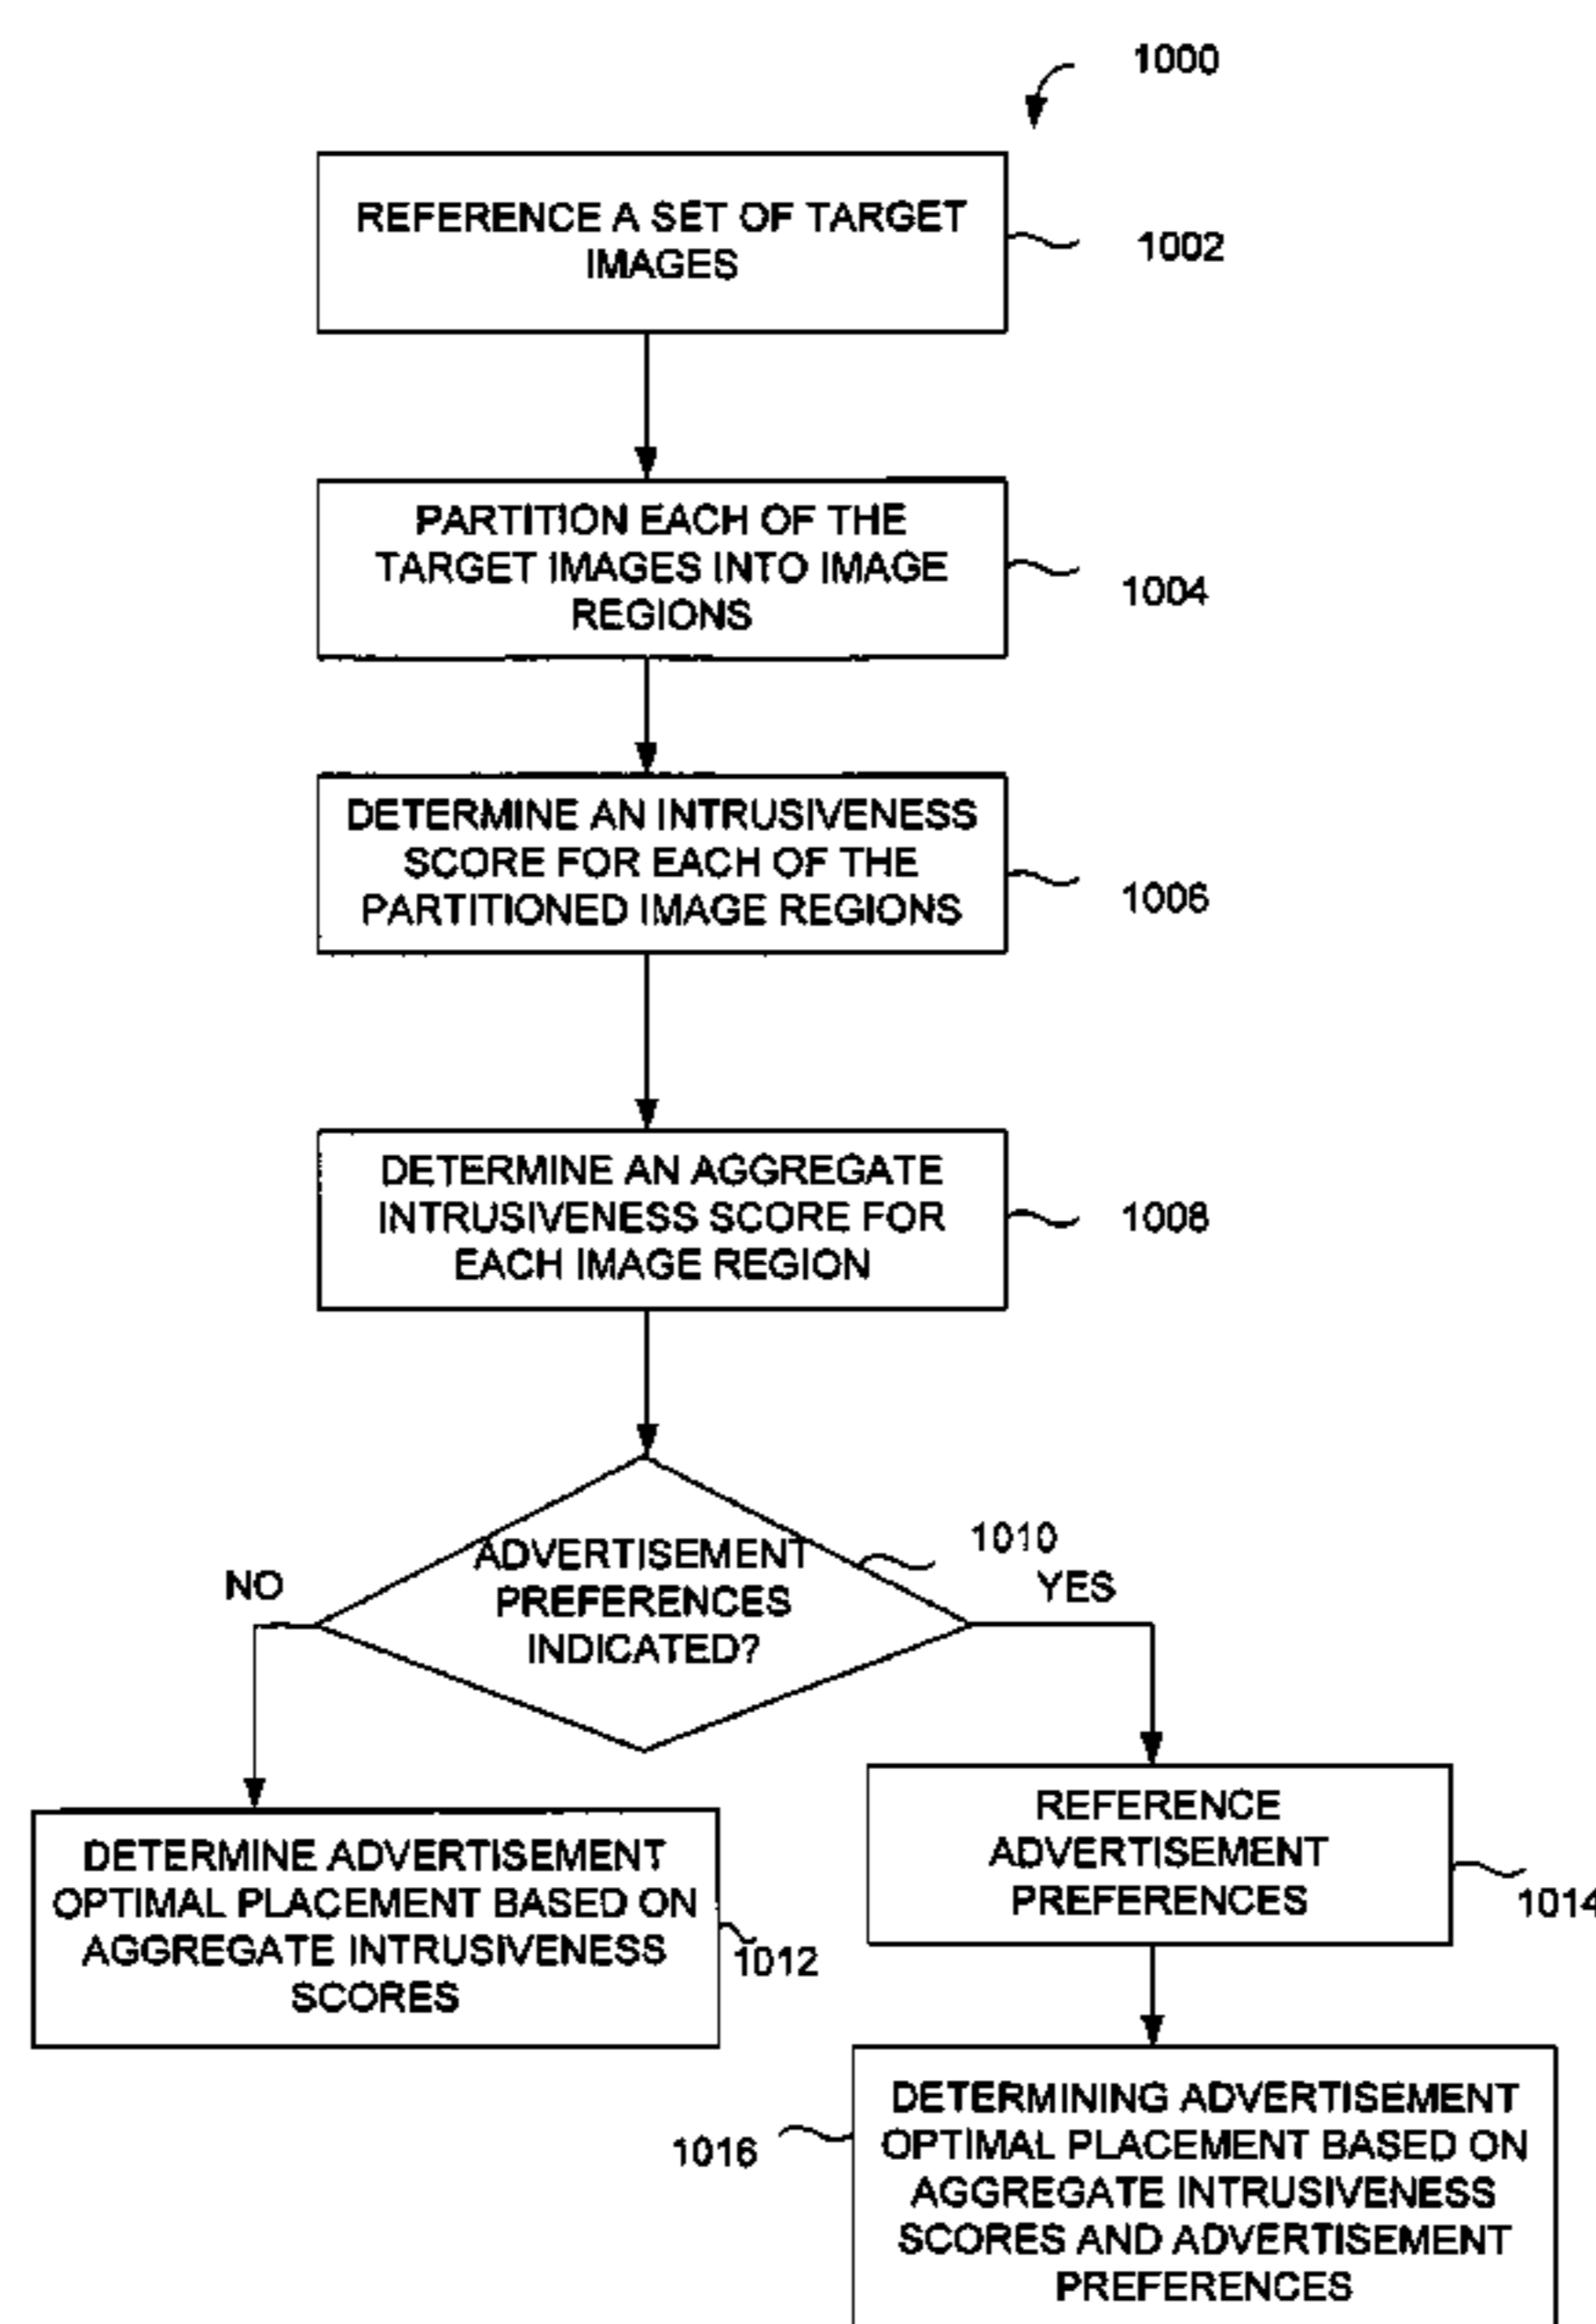 1000
REFERENCE A SET OF TARGET
IMAGES
1002
PARTITION EACH OF THE
TARGET IMAGES INTO IMAGE
REGIONS
1004
DETERMINE AN INTRUSIVENESS
SCORE FOR EACH OF THE
PARTITIONED IMAGE REGIONS
1006
DETERMINE AN AGGREGATE
INTRUSIVENESS SCORE FOR
EACH IMAGE REGION
1008
ADVERTISEMENT
PREFERENCES
INDICATED?
1010
NO
YES
DETERMINE ADVERTISEMENT
OPTIMAL PLACEMENT BASED ON
AGGREGATE INTRUSIVENESS
SCORES
1012
REFERENCE
ADVERTISEMENT
PREFERENCES
1014
DETERMINING ADVERTISEMENT
OPTIMAL PLACEMENT BASED ON
AGGREGATE INTRUSIVENESS
SCORES AND ADVERTISEMENT
PREFERENCES
1016